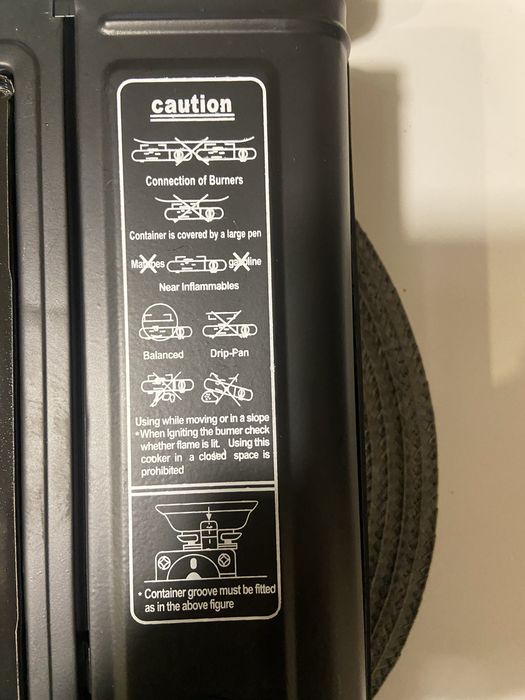 caution
Connection of Burners
Container is covered by a large pen
Matches gasoline
Near Inflammables
Balanced Drip-Pan
Using while moving or in a slope
*When Igniting the burner check
whether flame is lit. Using this
cooker in a closed space is
prohibited
* Container groove must be fitted
as in the above figure